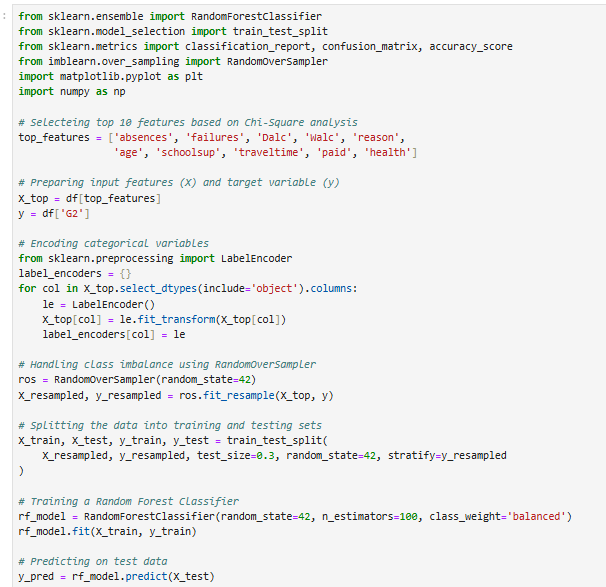 :
from sklearn.ensemble import RandomForestClassifier
from sklearn.model_selection import train_test_split
from sklearn.metrics import classification_report, confusion_matrix, accuracy_score
from imblearn.over_sampling import RandomOverSampler
import matplotlib.pyplot as plt
import numpy as np

# Selecteing top 10 features based on Chi-Square analysis
top_features = ['absences', 'failures', 'Dalc', 'Walc', 'reason',
                'age', 'schoolsup', 'traveltime', 'paid', 'health']

# Preparing input features (X) and target variable (y)
X_top = df[top_features]
y = df['G2']

# Encoding categorical variables
from sklearn.preprocessing import LabelEncoder
label_encoders = {}
for col in X_top.select_dtypes(include='object').columns:
    le = LabelEncoder()
    X_top[col] = le.fit_transform(X_top[col])
    label_encoders[col] = le

# Handling class imbalance using RandomOverSampler
ros = RandomOverSampler(random_state=42)
X_resampled, y_resampled = ros.fit_resample(X_top, y)

# Splitting the data into training and testing sets
X_train, X_test, y_train, y_test = train_test_split(
    X_resampled, y_resampled, test_size=0.3, random_state=42, stratify=y_resampled
)

# Training a Random Forest Classifier
rf_model = RandomForestClassifier(random_state=42, n_estimators=100, class_weight='balanced')
rf_model.fit(X_train, y_train)

# Predicting on test data
y_pred = rf_model.predict(X_test)